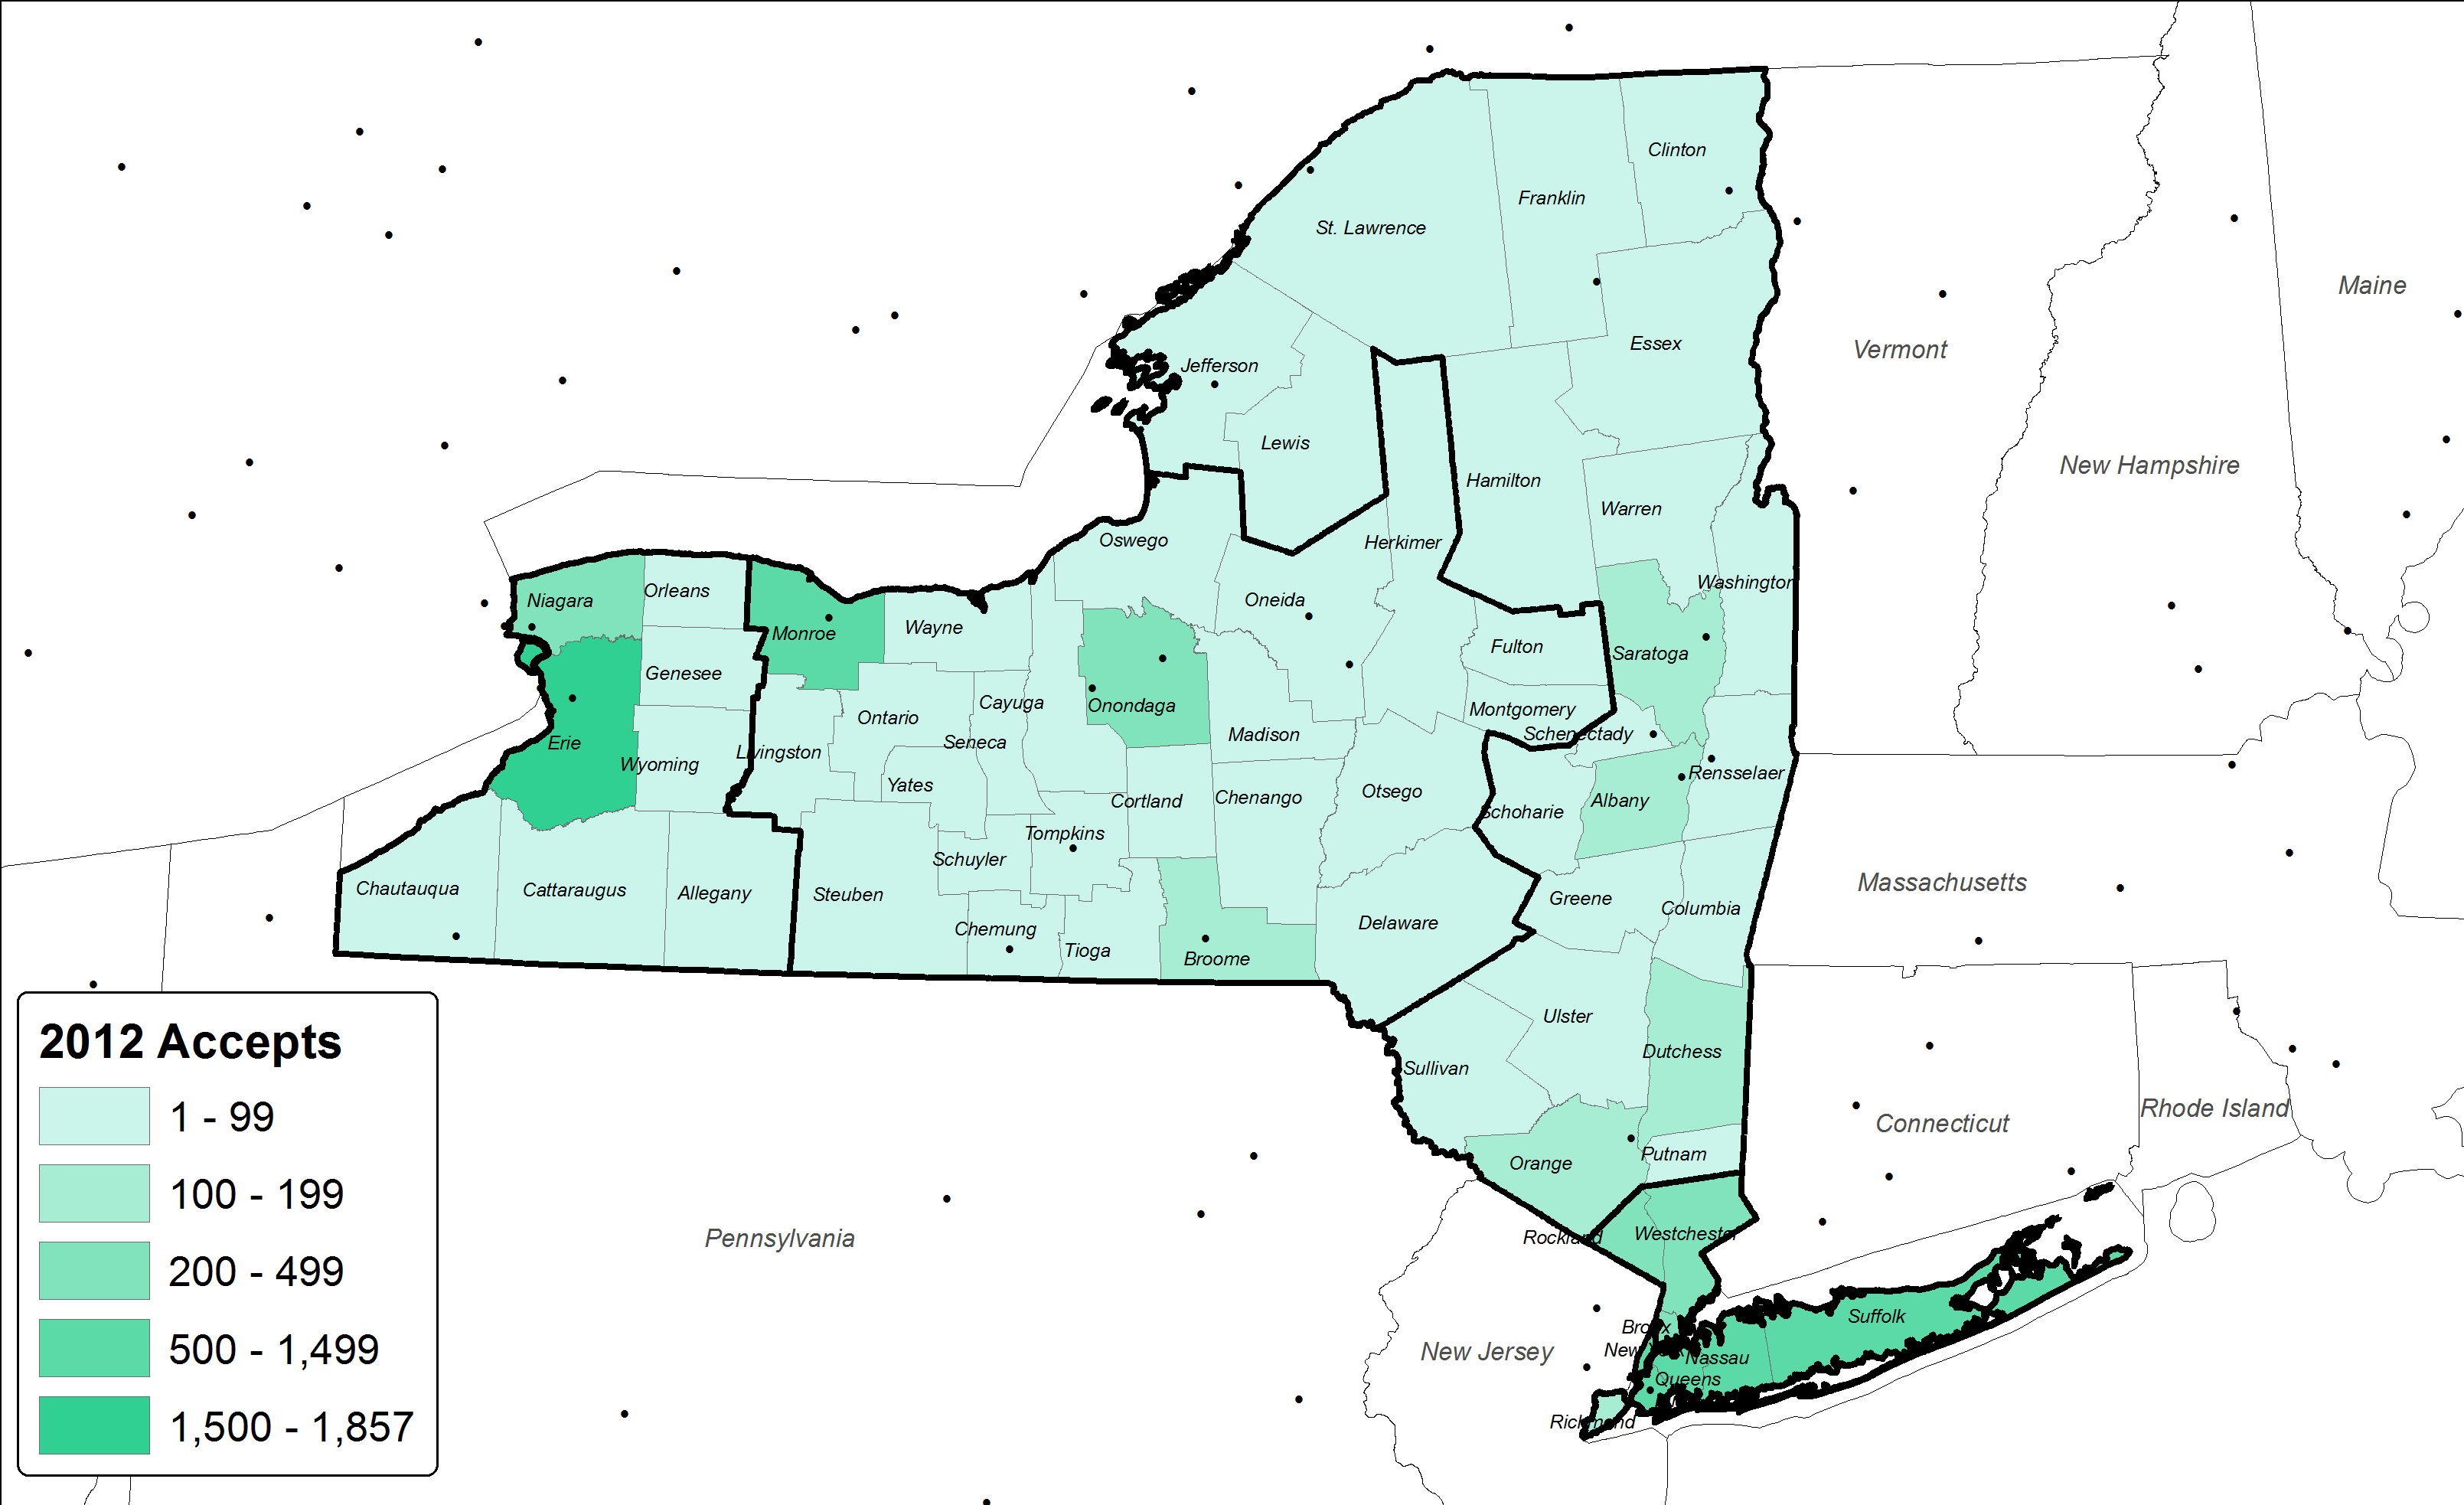 Clinton
Franklin
St. Lawrence
Maine
Essex
Vermont
Jefferson
Lewis
New Hampshire
Hamilton
Warren
Oswego
Herkimer
Washington
Orleans
Niagara
Oneida
Wayne
Monroe
Fulton
Saratoga
Genesee
Cayuga
Onondaga
Montgomery
Ontario
Schenectady
Madison
Seneca
Erie
Livingston
Wyoming
Rensselaer
Yates
Otsego
Chenango
Cortland
Albany
Schoharie
Tompkins
Schuyler
Massachusetts
Chautauqua
Cattaraugus
Allegany
Steuben
Greene
Columbia
Delaware
Chemung
Tioga
Broome
Ulster
2012 Accepts
Dutchess
Sullivan
Rhode Island
1 - 99
Connecticut
Putnam
Orange
100 - 199
Westchester
Rockland
Pennsylvania
200 - 499
Suffolk
Bronx
New Jersey
500 - 1,499
Nassau
Queens
Richmond
1,500 - 1,857